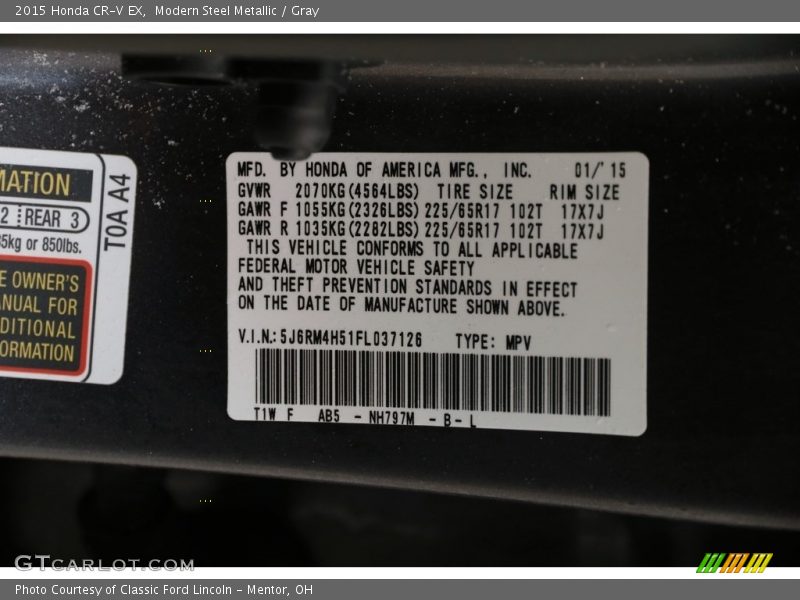 2015 Honda CR-V EX, Modern Steel Metallic / Gray
MATION
2 REAR 3
5kg or 850lbs.
E OWNER'S
ANUAL FOR
DITIONAL
ORMATION
T0A A4
MFD. BY HONDA OF AMERICA MFG., INC. 01/'15
GVWR 2070KG(4564LBS) TIRE SIZE RIM SIZE
GAWR F 1055KG(2326LBS) 225/65R17 102T 17X7J
GAWR R 1035KG(2282LBS) 225/65R17 102T 17X7J
THIS VEHICLE CONFORMS TO ALL APPLICABLE
FEDERAL MOTOR VEHICLE SAFETY
AND THEFT PREVENTION STANDARDS IN EFFECT
ON THE DATE OF MANUFACTURE SHOWN ABOVE.
V.I.N.: 5J6RM4H51FL037126 TYPE: MPV
T1W F AB5 - NH797M - B - L
GTCARLOT.COM
Photo Courtesy of Classic Ford Lincoln - Mentor, OH